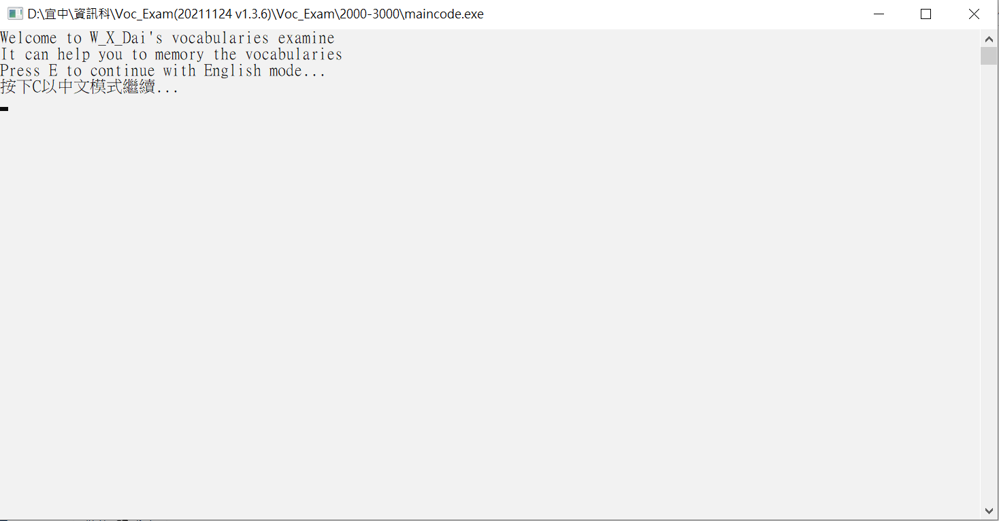 D:\宜中\資訊科\Voc_Exam(20211124 v1.3.6)\Voc_Exam\2000-3000\maincode.exe
Welcome to W_X_Dai's vocabularies examine
It can help you to memory the vocabularies
Press E to continue with English mode...
按下C以中文模式繼續...